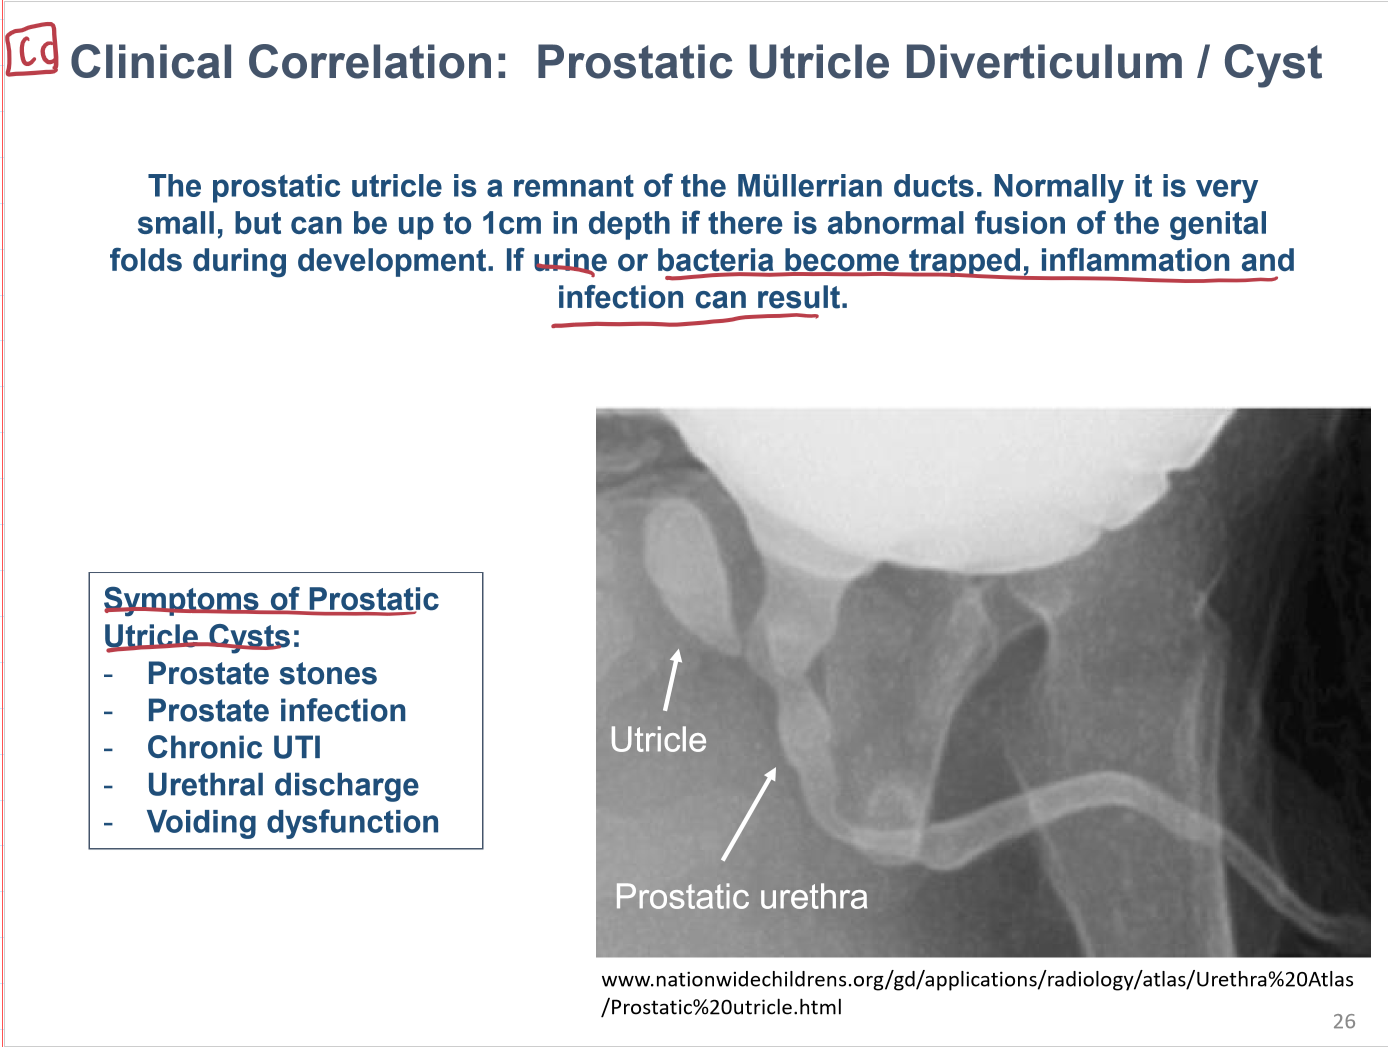 Cc
Clinical Correlation: Prostatic Utricle Diverticulum / Cyst
The prostatic utricle is a remnant of the Müllerrian ducts. Normally it is very
small, but can be up to 1cm in depth if there is abnormal fusion of the genital
folds during development. If urine or bacteria become trapped, inflammation and
infection can result.
Symptoms of Prostatic
Utricle Cysts:
- Prostate stones
- Prostate infection
- Chronic UTI
- Urethral discharge
- Voiding dysfunction
Utricle
Prostatic urethra
www.nationwidechildrens.org/gd/applications/radiology/atlas/Urethra%20Atlas
/Prostatic%20utricle.html
26